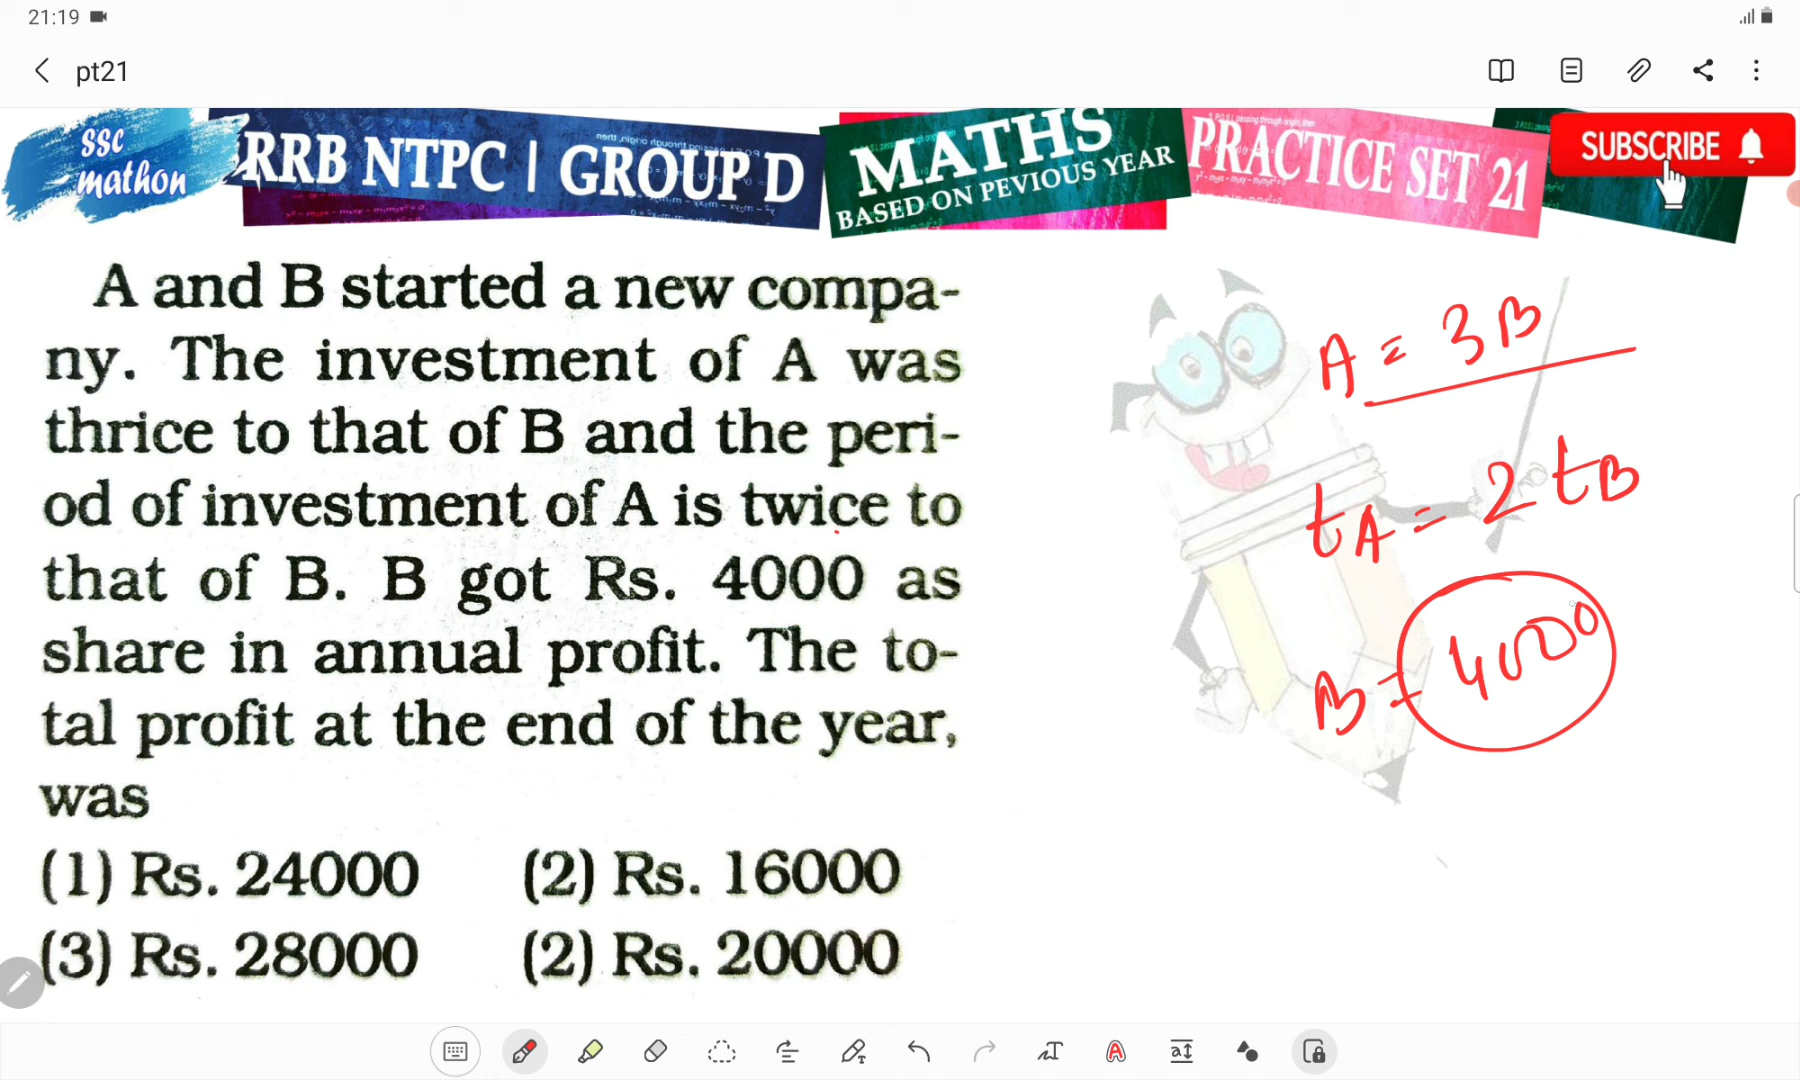 21:19
pt21
SSC
mathon
RRB NTPC | GROUP D
MATHS
BASED ON PEVIOUS YEAR
PRACTICE SET 21
SUBSCRIBE
A and B started a new compa-
ny. The investment of A was
thrice to that of B and the peri-
od of investment of A is twice to
that of B. B got Rs. 4000 as
share in annual profit. The to-
tal profit at the end of the year,
was
(1) Rs. 24000 (2) Rs. 16000
(3) Rs. 28000 (2) Rs. 20000
A = 3B
tA = 2tB
B = 4000